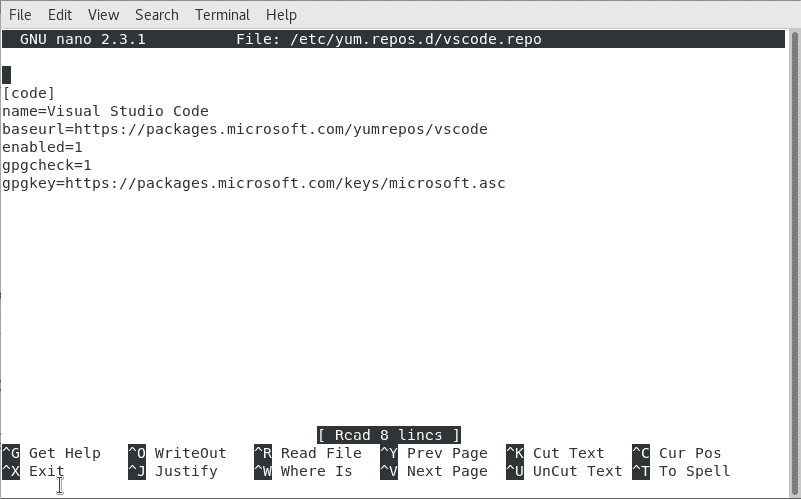 File Edit View Search Terminal Help
GNU nano 2.3.1 File: /etc/yum.repos.d/vscode.repo
[code]
name=Visual Studio Code
baseurl=https://packages.microsoft.com/yumrepos/vscode
enabled=1
gpgcheck=1
gpgkey=https://packages.microsoft.com/keys/microsoft.asc
[ Read 8 lines ]
^G Get Help ^O WriteOut ^R Read File ^Y Prev Page ^K Cut Text ^C Cur Pos
^X Exit ^J Justify ^W Where Is ^V Next Page ^U UnCut Text ^T To Spell